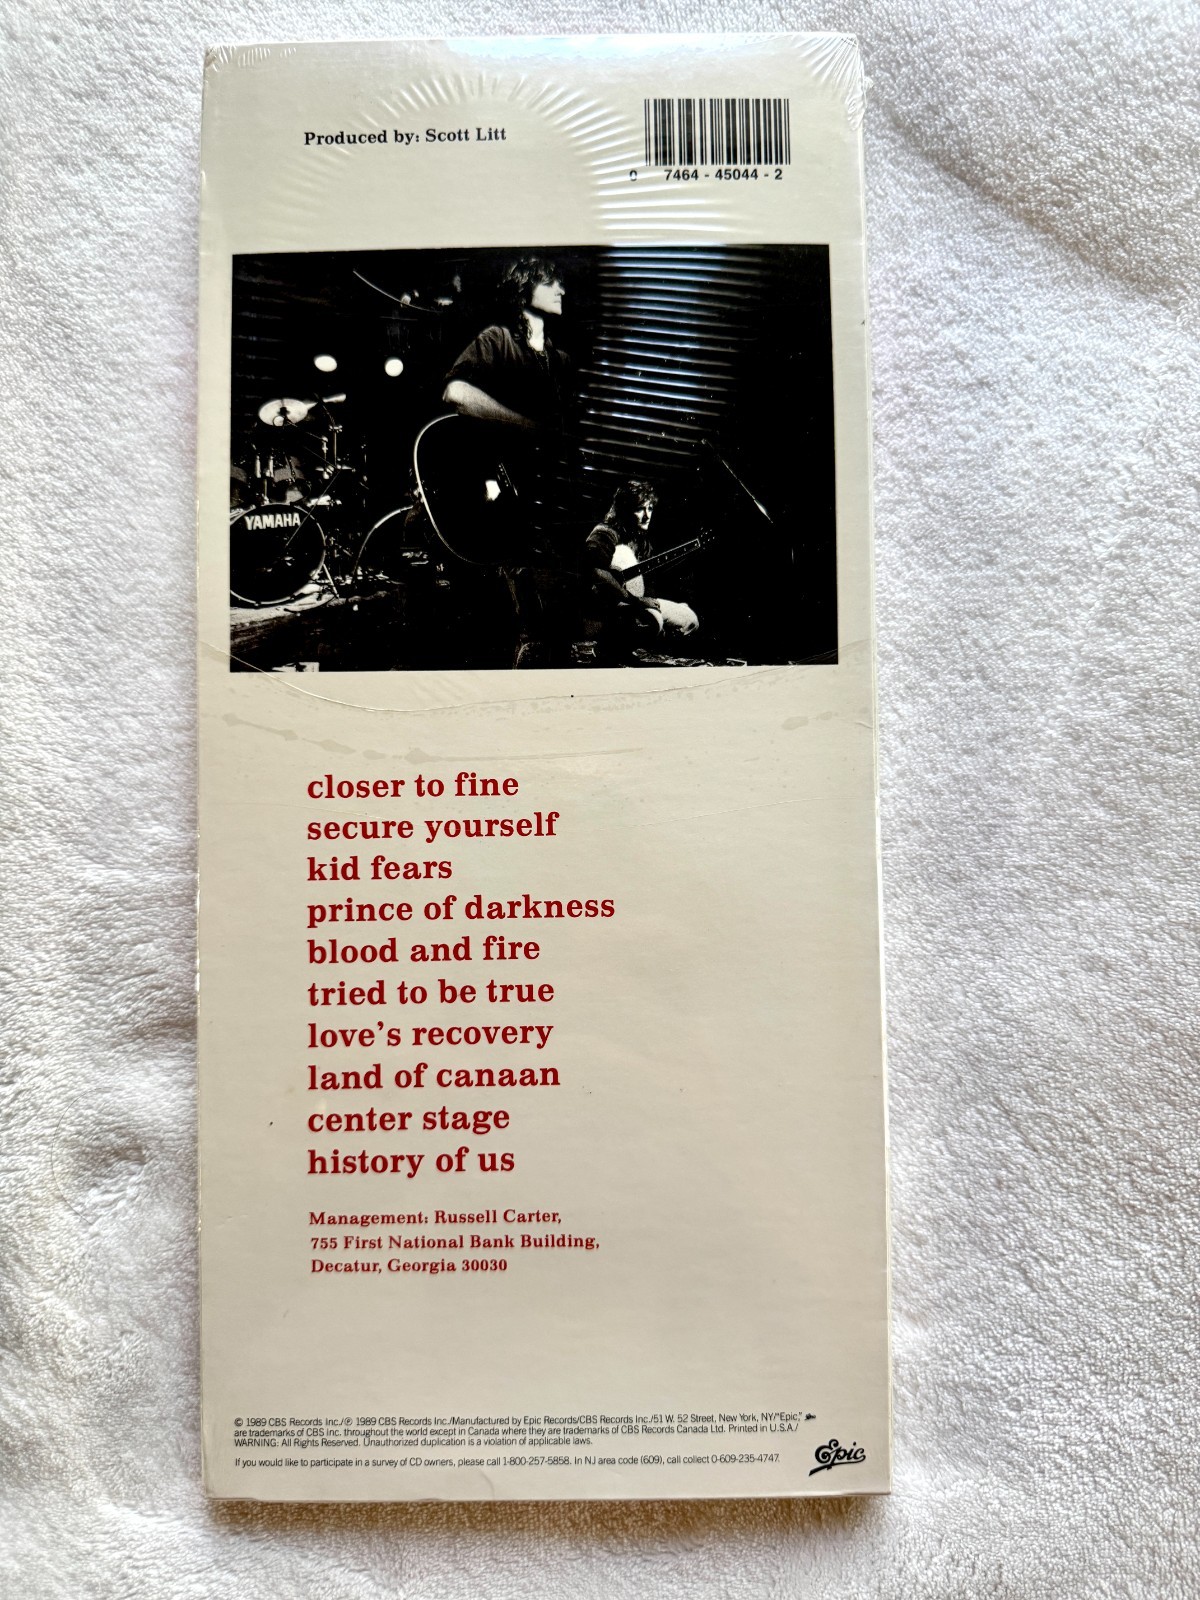 Produced by: Scott Litt
0 7464 - 45044 - 2
YAMAHA
closer to fine
secure yourself
kid fears
prince of darkness
blood and fire
tried to be true
love's recovery
land of canaan
center stage
history of us
Management: Russell Carter,
755 First National Bank Building,
Decatur, Georgia 30030
© 1989 CBS Records Inc./℗ 1989 CBS Records Inc./Manufactured by Epic Records/CBS Records Inc./51 W. 52 Street, New York, NY/"Epic,"
are trademarks of CBS Inc. throughout the world except in Canada where they are trademarks of CBS Records Canada Ltd. Printed in U.S.A./
WARNING: All Rights Reserved. Unauthorized duplication is a violation of applicable laws.
If you would like to participate in a survey of CD owners, please call 1-800-257-5858. In NJ area code (609), call collect 0-609-235-4747.
Epic